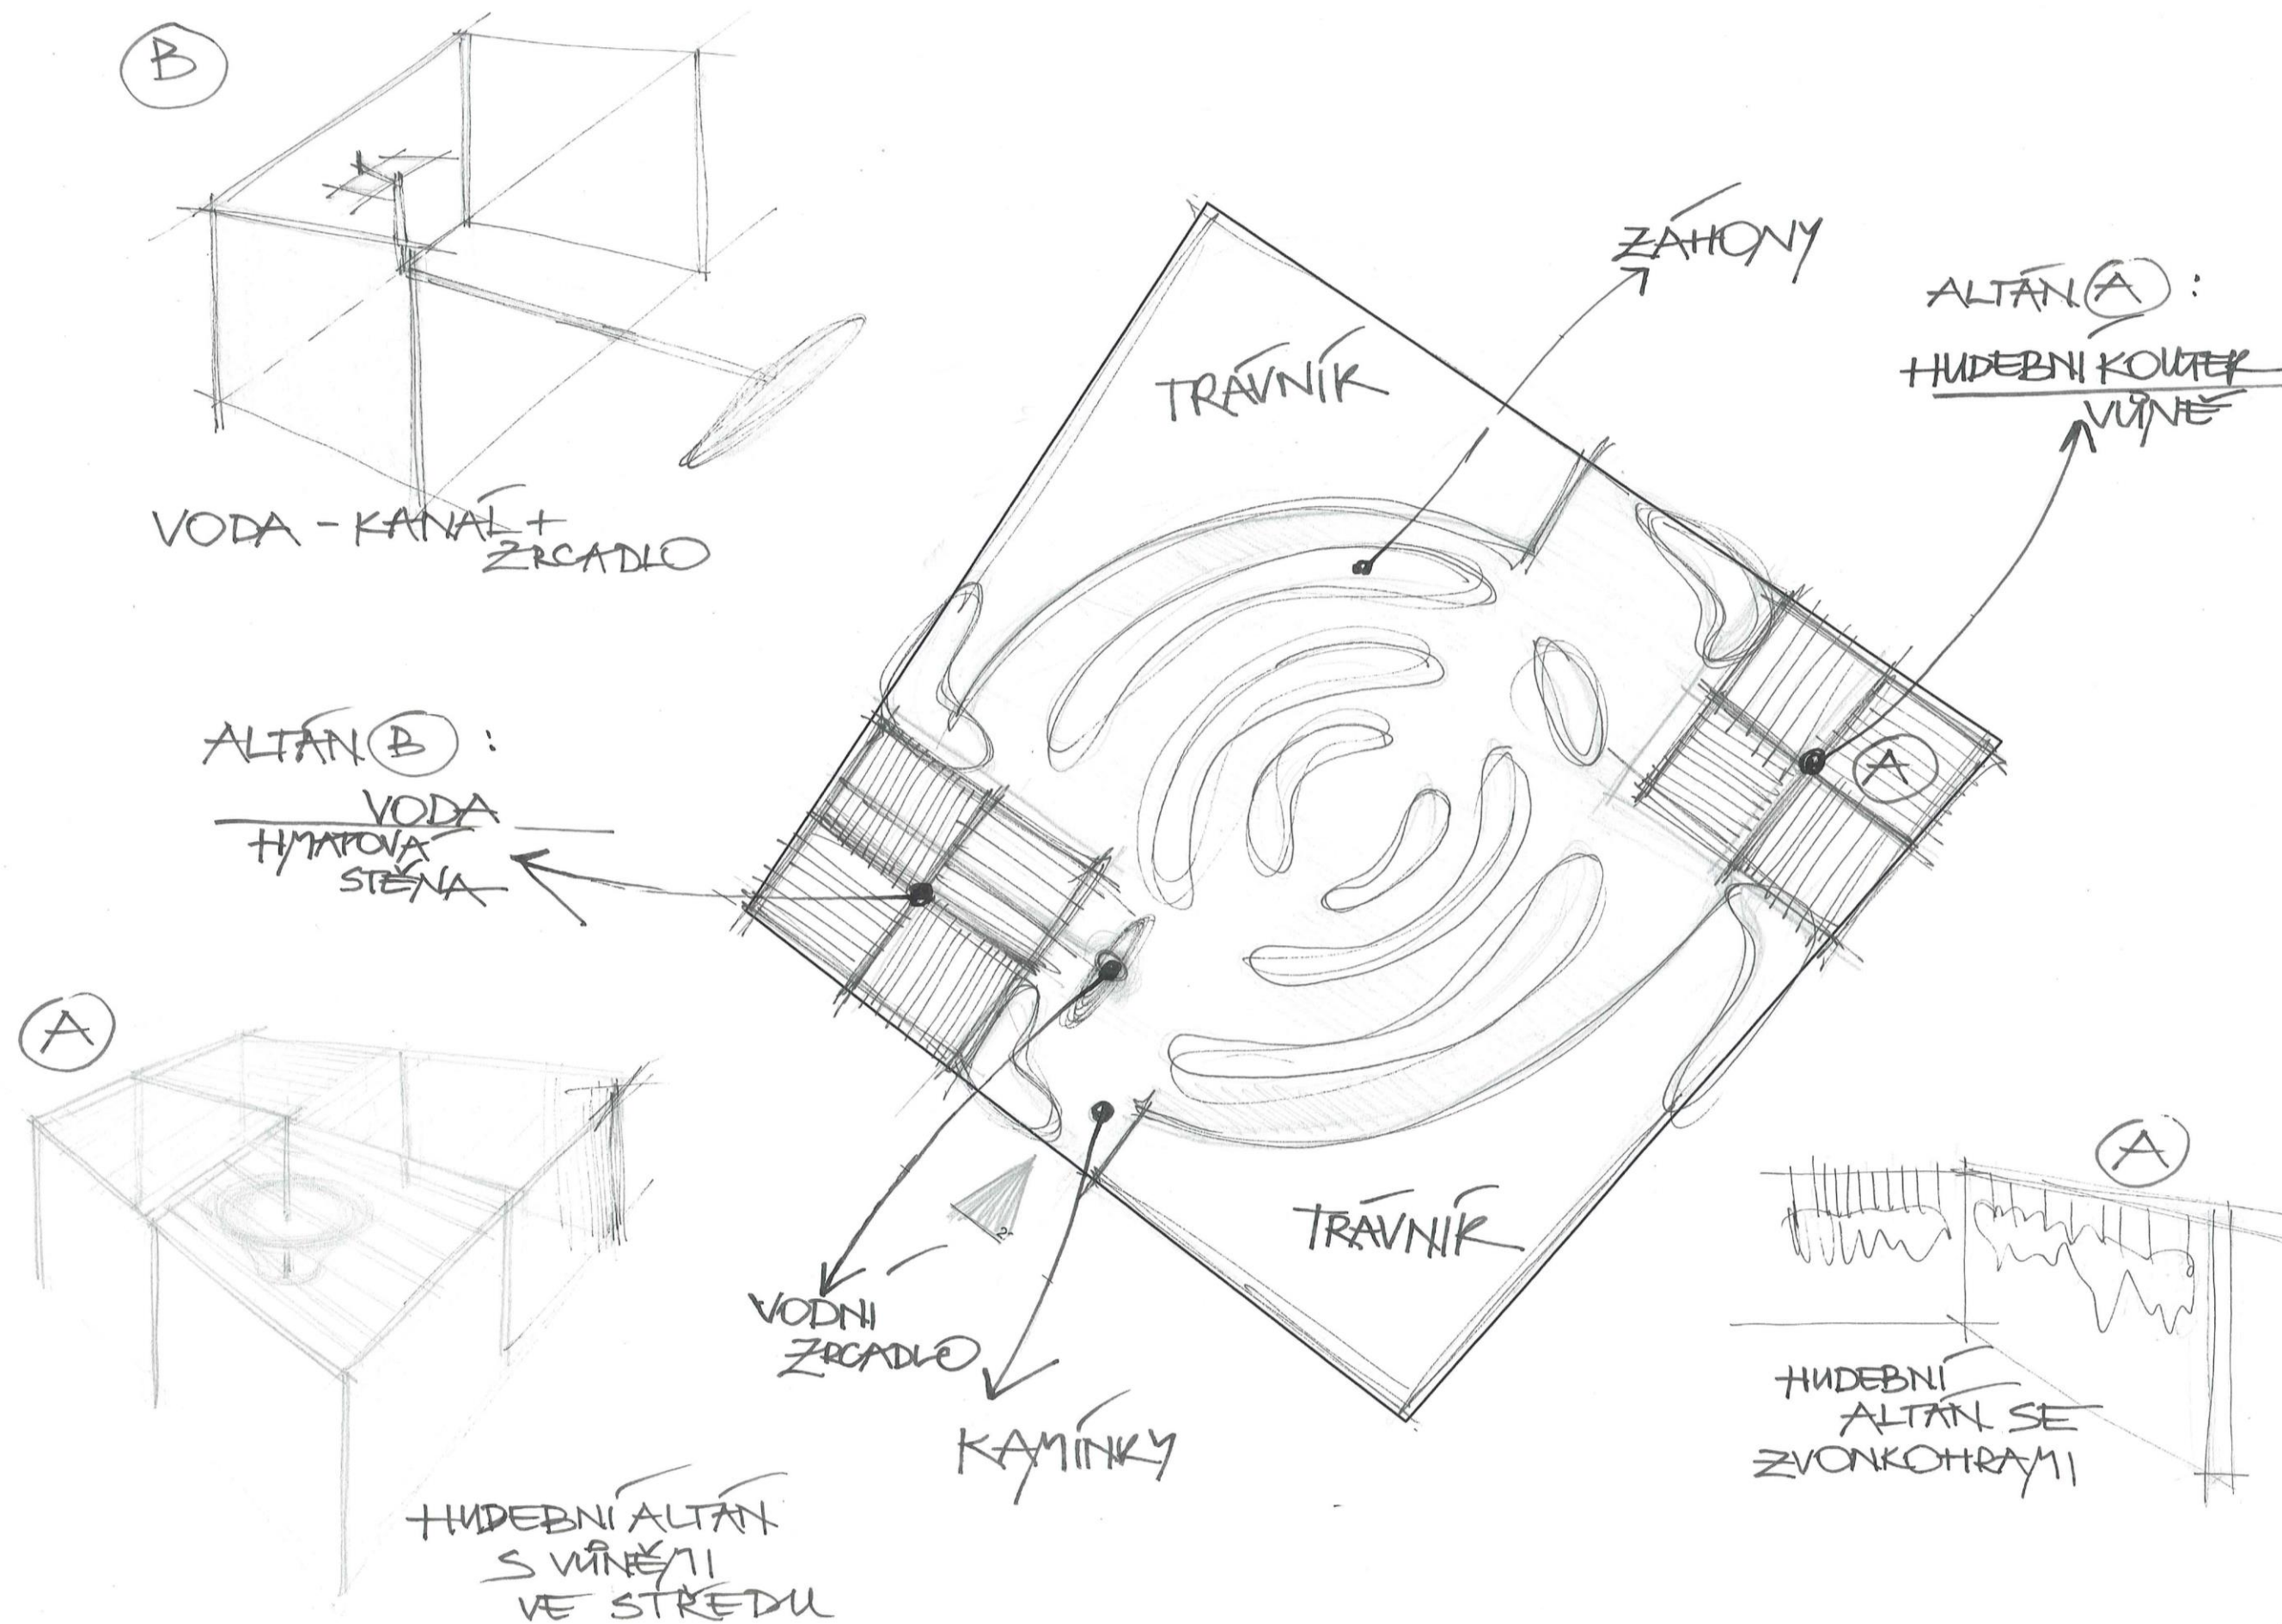 B
VODA - KANÁL +
ZRCADLO
ZÁHONY
ALTÁN A :
HUDEBNÍ KOUTEK
VŮNĚ
TRÁVNÍK
ALTÁN B :
VODA
HMATOVÁ
STĚNA
A
A
HUDEBNÍ ALTÁN
S VŮNĚMI
VE STŘEDU
VODNÍ
ZRCADLO
KAMÍNKY
TRÁVNÍK
A
HUDEBNÍ
ALTÁN SE
ZVONKOHRAMI